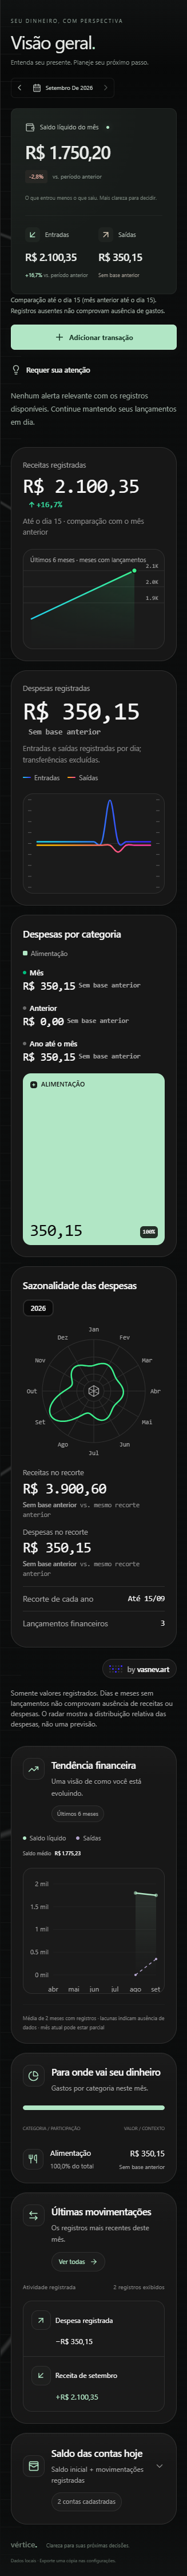 SEU DINHEIRO, COM PERSPECTIVA
Visão geral.
Entenda seu presente. Planeje seu próximo passo.
Setembro De 2026
Saldo líquido do mês
R$ 1.750,20
-2,8% vs. período anterior
O que entrou menos o que saiu. Mais clareza para decidir.
Entradas
Saídas
R$ 2.100,35
R$ 350,15
+16,7% vs. período anterior
Sem base anterior
Comparação até o dia 15 (mês anterior até o dia 15).
Registros ausentes não comprovam ausência de gastos.
Adicionar transação
Requer sua atenção
Nenhum alerta relevante com os registros
disponíveis. Continue mantendo seus lançamentos
em dia.
Receitas registradas
R$ 2.100,35
↑ +16,7%
Até o dia 15 · comparação com o mês
anterior
Últimos 6 meses · meses com lançamentos
2.1K
2.0K
1.9K
Despesas registradas
R$ 350,15
Sem base anterior
Entradas e saídas registradas por dia;
transferências excluídas.
Entradas
Saídas
Despesas por categoria
Alimentação
Mês
R$ 350,15 Sem base anterior
Anterior
R$ 0,00 Sem base anterior
Ano até o mês
R$ 350,15 Sem base anterior
ALIMENTAÇÃO
350,15
100%
Sazonalidade das despesas
2026
Jan
Dez
Fev
Nov
Mar
Out
Abr
Set
Mai
Ago
Jun
Jul
Receitas no recorte
R$ 3.900,60
Sem base anterior vs. mesmo recorte
anterior
Despesas no recorte
R$ 350,15
Sem base anterior vs. mesmo recorte
anterior
Recorte de cada ano
Até 15/09
Lançamentos financeiros
3
by vasnev.art
Somente valores registrados. Dias e meses sem
lançamentos não comprovam ausência de receitas ou
despesas. O radar mostra a distribuição relativa das
despesas, não uma previsão.
Tendência financeira
Uma visão de como você está
evoluindo.
Últimos 6 meses
Saldo líquido
Saídas
Saldo médio R$ 1.775,23
2 mil
1.5 mil
1 mil
0.5 mil
0 mil
abr mai jun jul ago set
Média de 2 meses com registros · lacunas indicam ausência de
dados · mês atual pode estar parcial
Para onde vai seu dinheiro
Gastos por categoria neste mês.
CATEGORIA / PARTICIPAÇÃO
VALOR / CONTEXTO
Alimentação
R$ 350,15
100,0% do total
Sem base anterior
Últimas movimentações
Os registros mais recentes deste
mês.
Ver todas →
Atividade registrada
2 registros exibidos
Despesa registrada
−R$ 350,15
Receita de setembro
+R$ 2.100,35
Saldo das contas hoje
Saldo inicial + movimentações
registradas
2 contas cadastradas
vértice.
Clareza para suas próximas decisões.
Dados locais · Exporte uma cópia nas configurações.